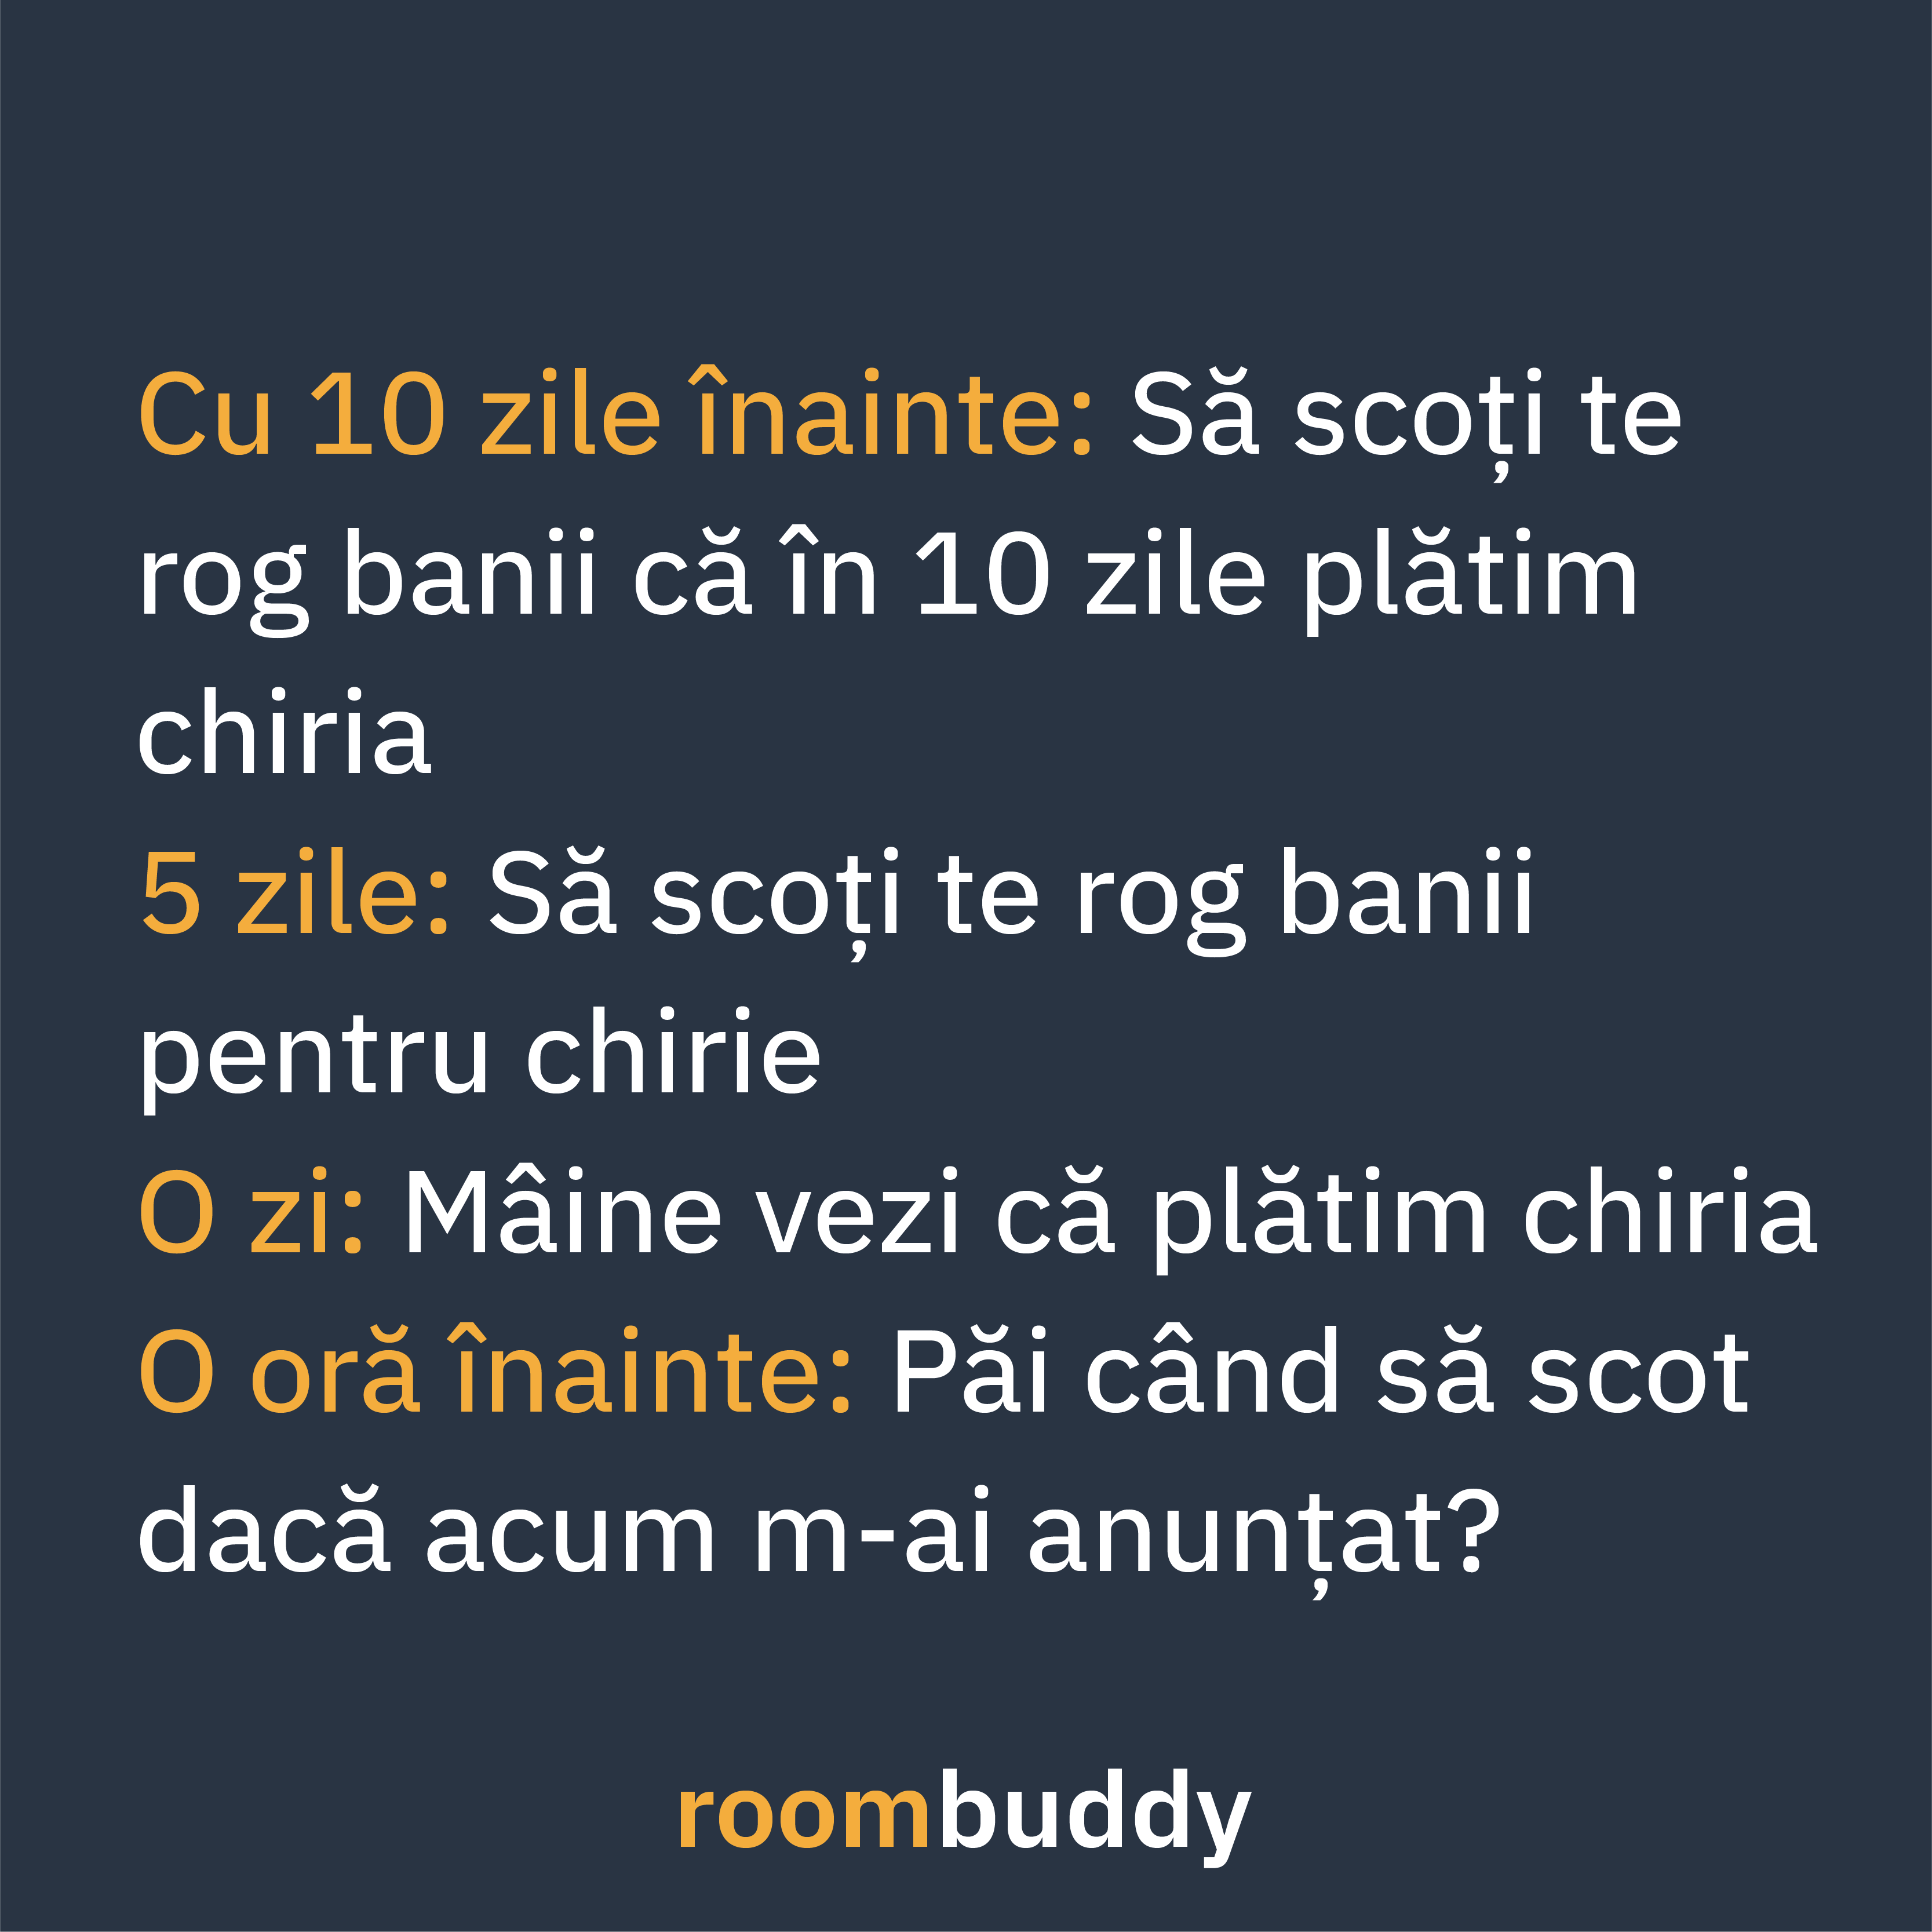 Cu 10 zile înainte: Să scoți te
rog banii că în 10 zile plătim
chiria
5 zile: Să scoți te rog banii
pentru chirie
O zi: Mâine vezi că plătim chiria
O oră înainte: Păi când să scot
dacă acum m-ai anunțat?
roombuddy